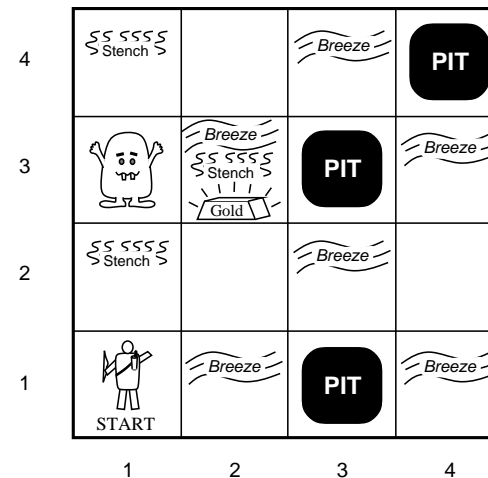 4
Stench
Breeze
PIT
3
Breeze
Stench
Gold
PIT
Breeze
2
Stench
Breeze
1
START
Breeze
PIT
Breeze
1 2 3 4